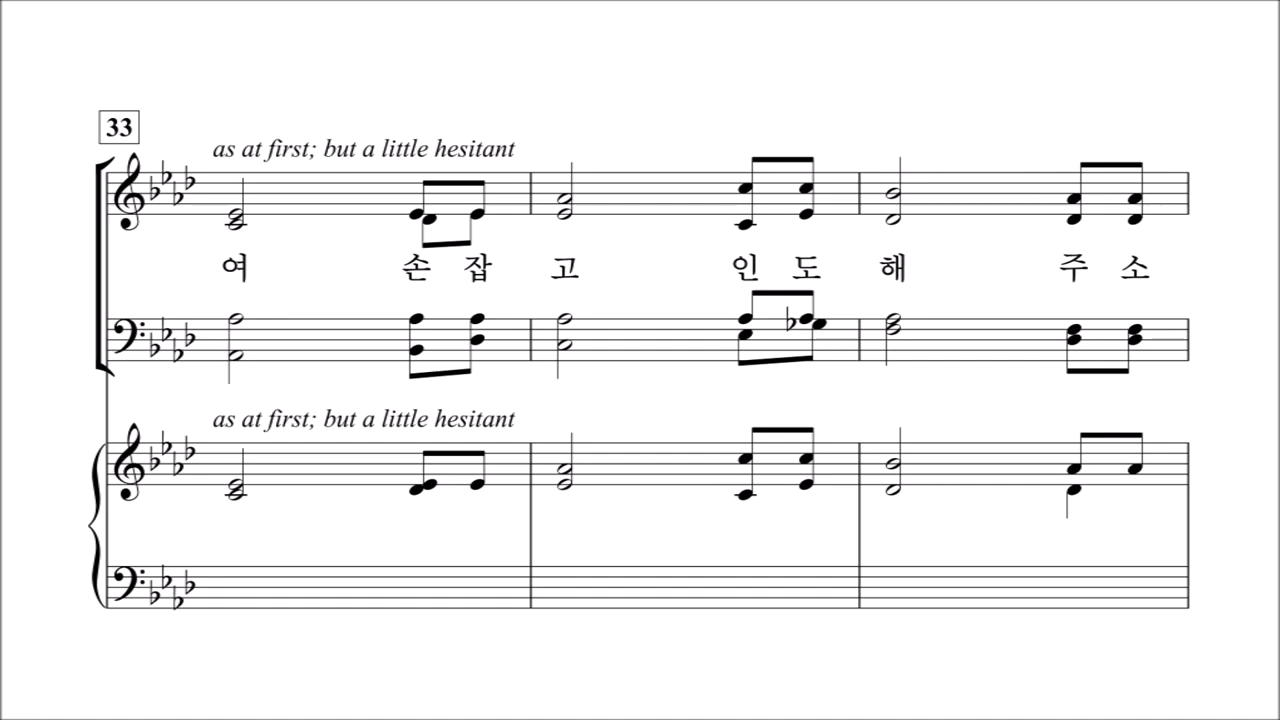 33
as at first; but a little hesitant
여 손 잡 고 인 도 해 주 소
as at first; but a little hesitant